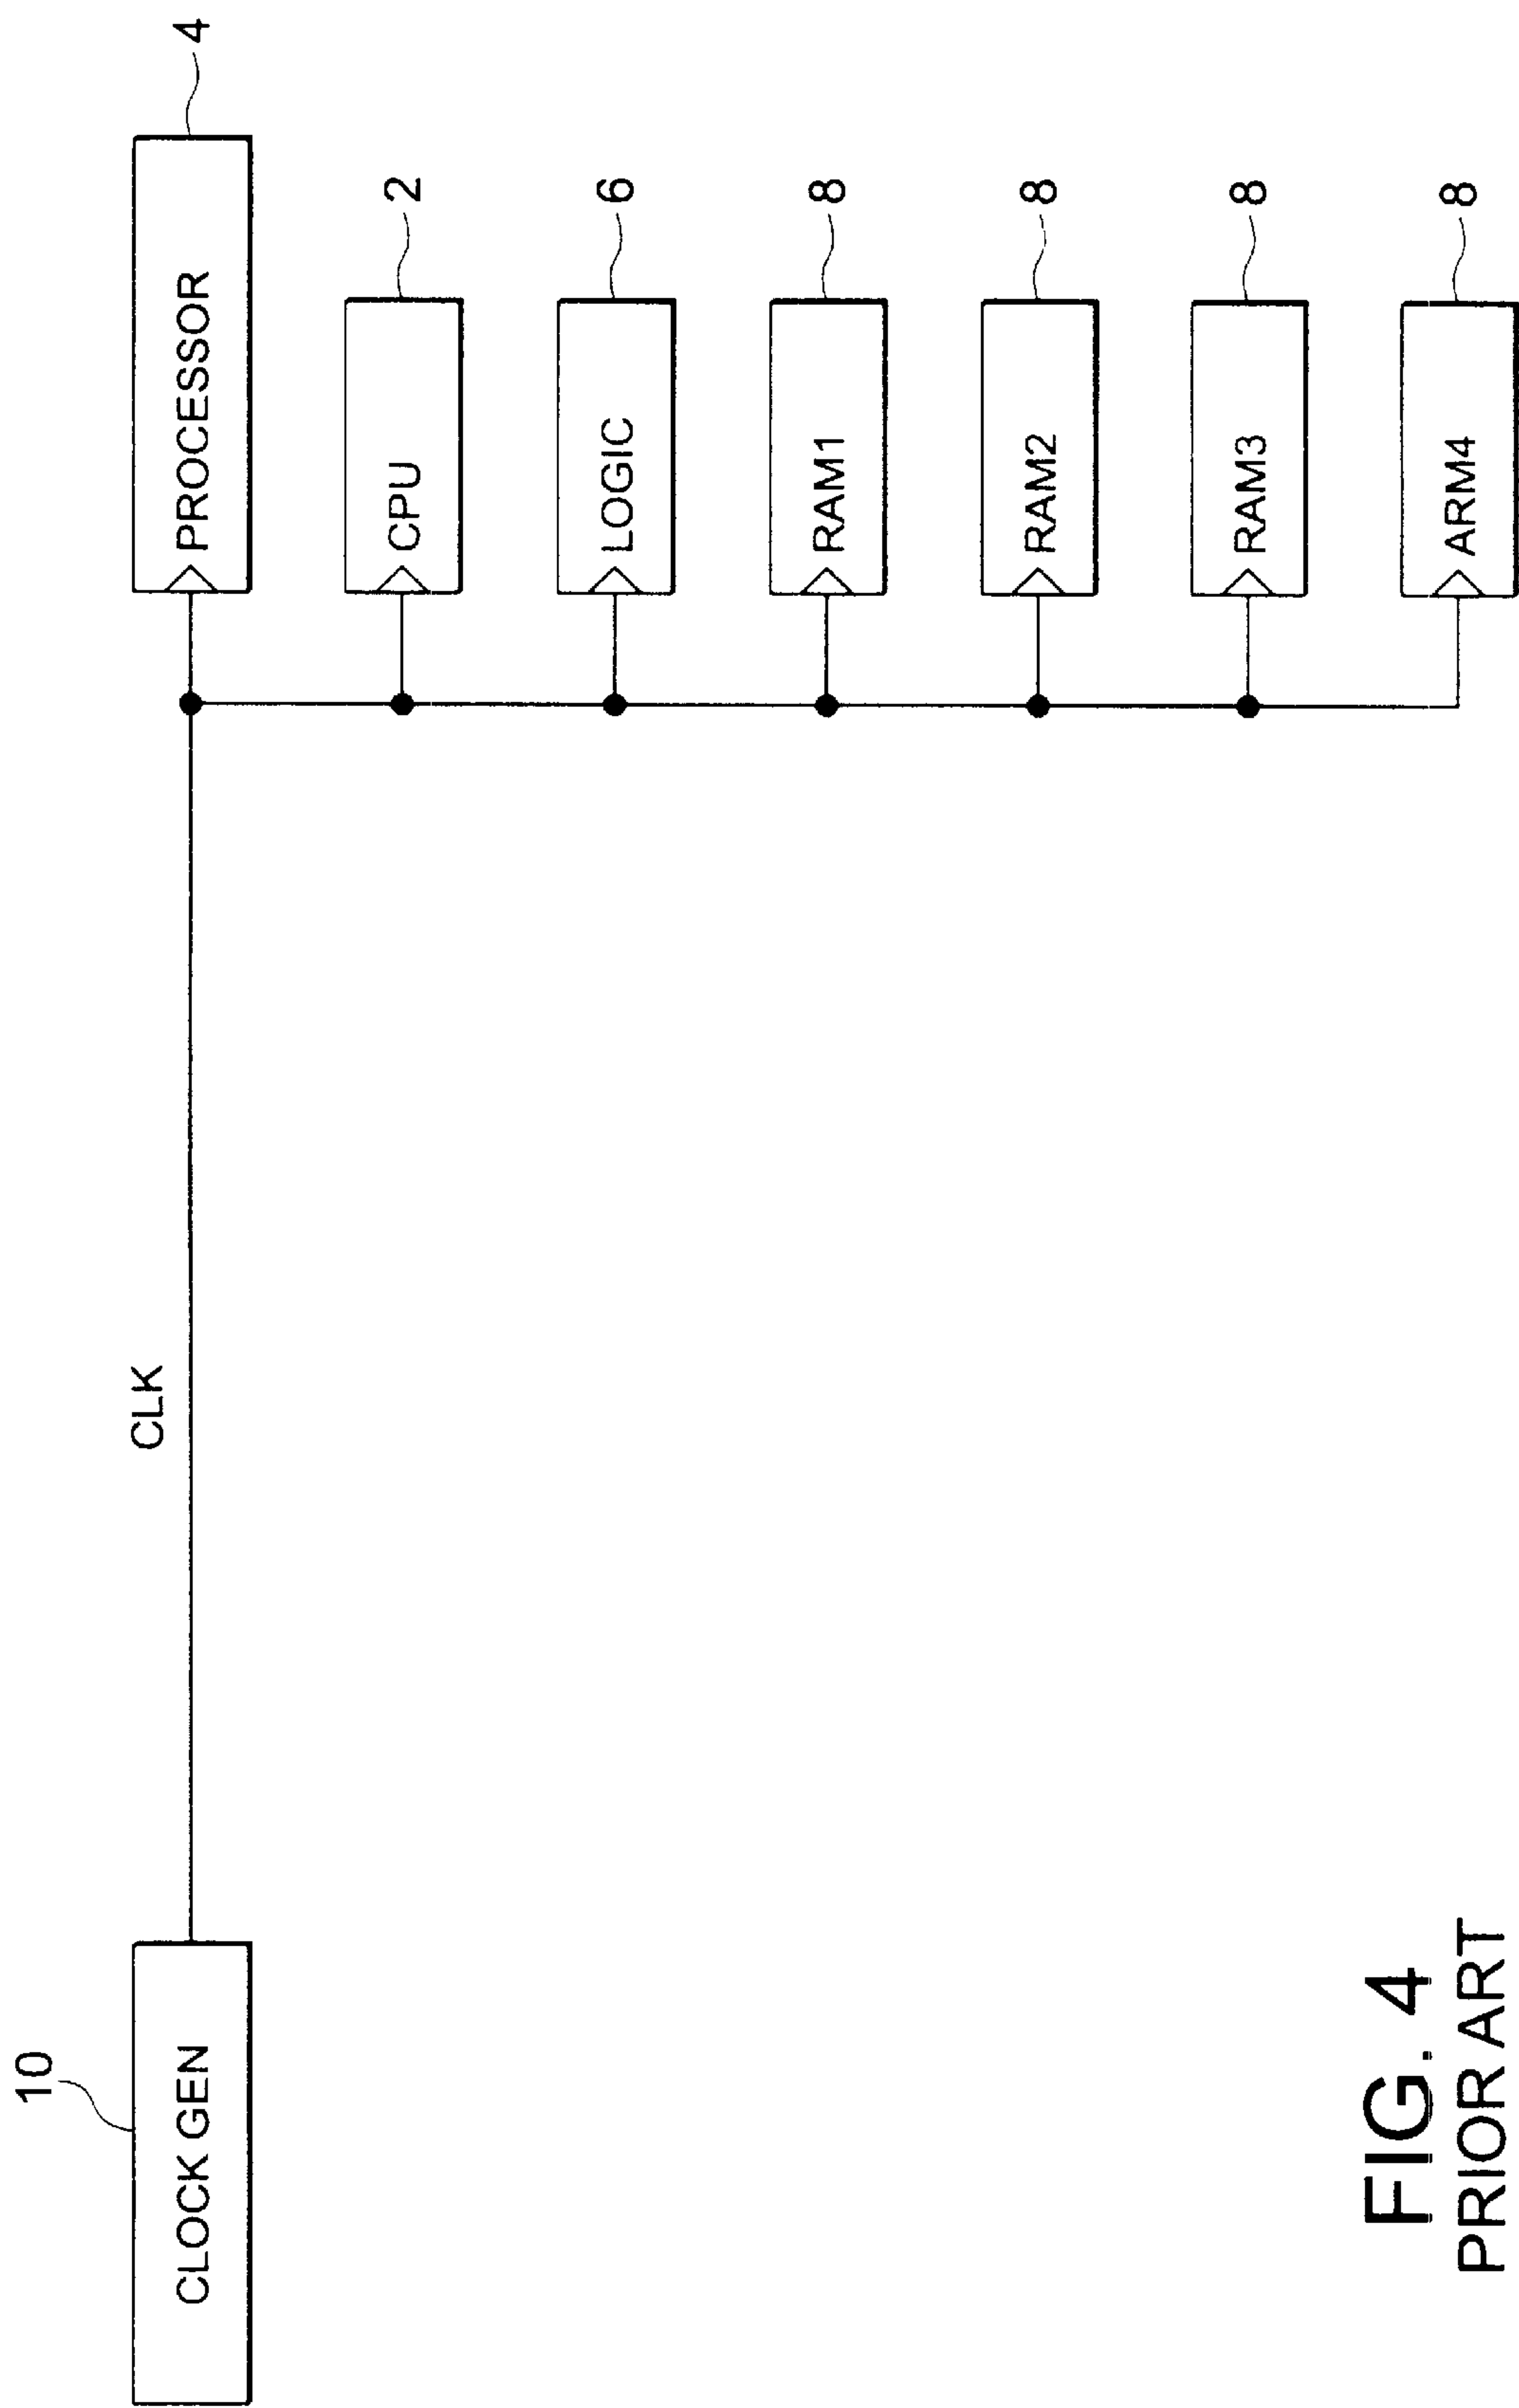 10
CLOCK GEN
CLK
PROCESSOR
4
CPU
2
LOGIC
6
RAM1
8
RAM2
8
RAM3
8
ARM4
8
FIG. 4
PRIOR ART